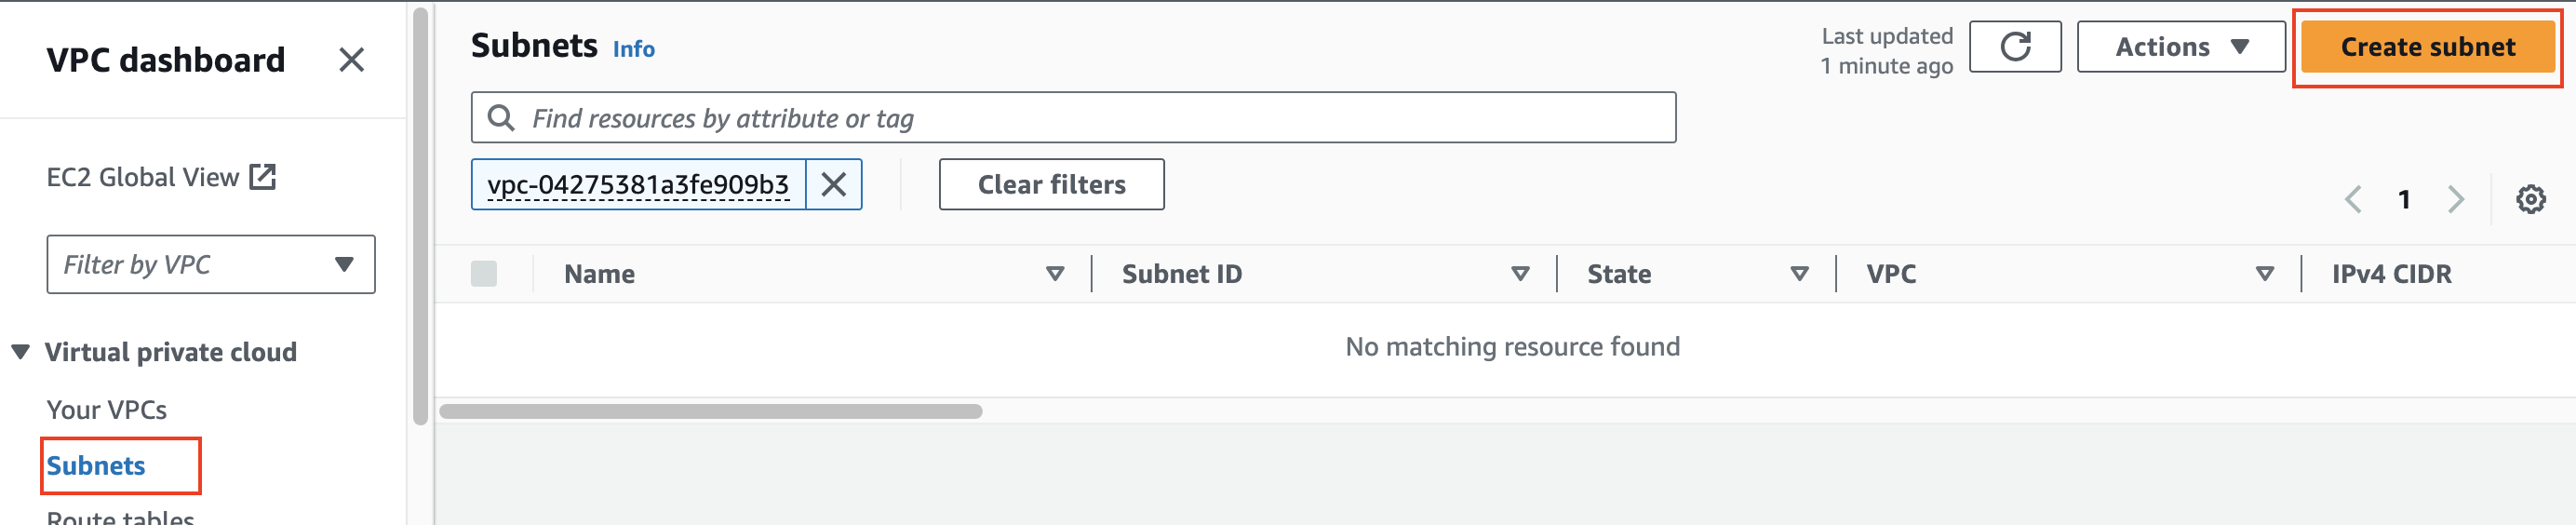 VPC dashboard
EC2 Global View
Filter by VPC
Virtual private cloud
Your VPCs
Subnets
Route tables
Subnets Info
Last updated
1 minute ago
Actions
Create subnet
Find resources by attribute or tag
vpc-04275381a3fe909b3
Clear filters
1
Name Subnet ID State VPC IPv4 CIDR
No matching resource found